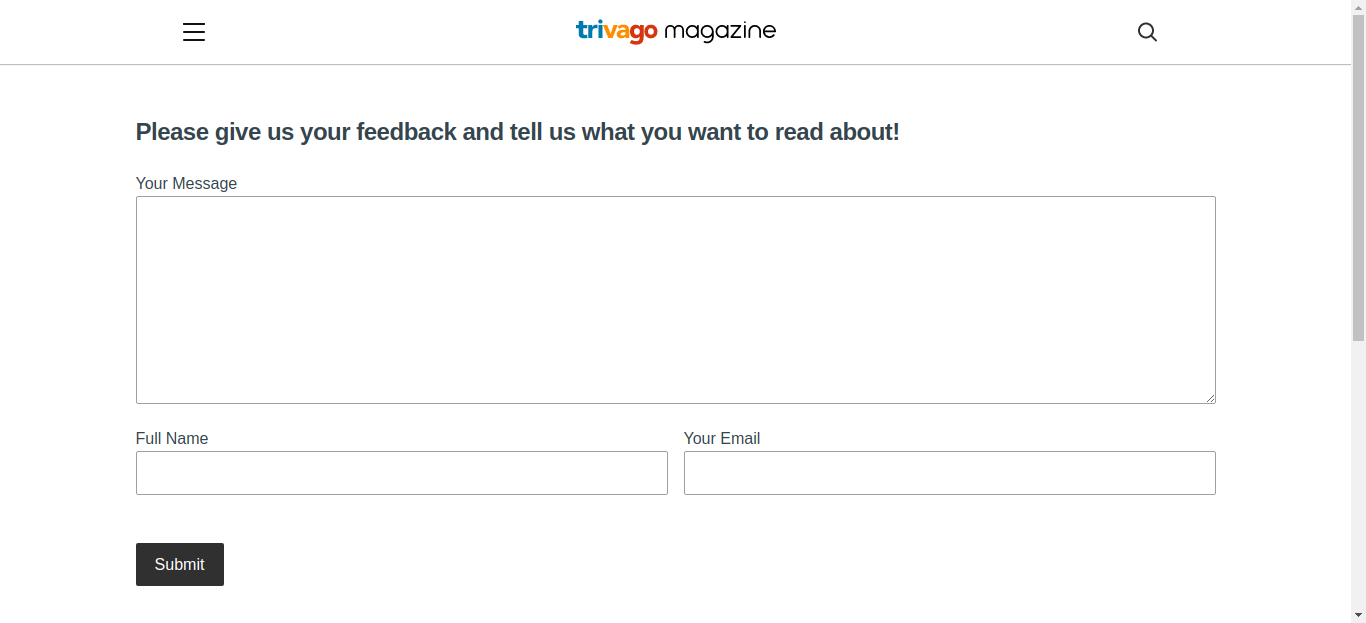 trivago magazine
Please give us your feedback and tell us what you want to read about!
Your Message
Full Name
Your Email
Submit